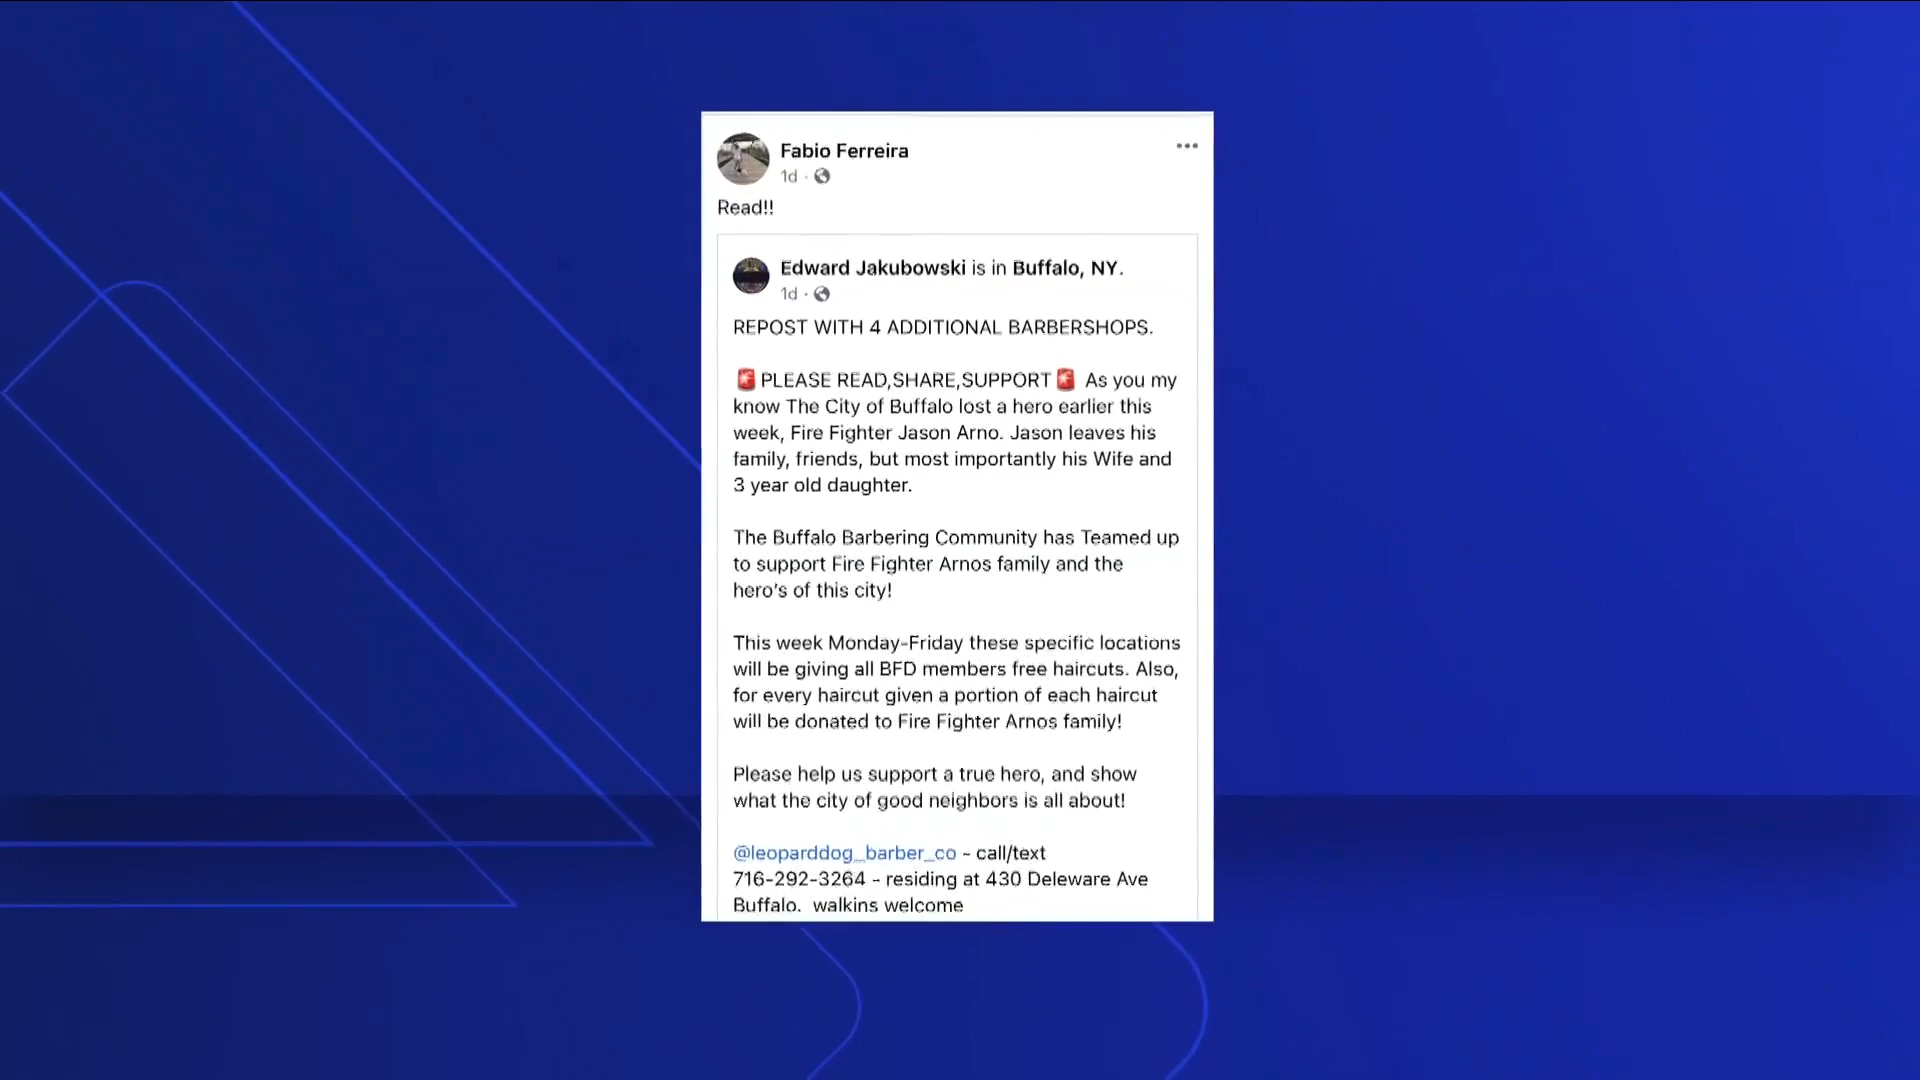 Fabio Ferreira
1d ·
Read!!
Edward Jakubowski is in Buffalo, NY.
1d ·
REPOST WITH 4 ADDITIONAL BARBERSHOPS.
🚨PLEASE READ,SHARE,SUPPORT🚨 As you my
know The City of Buffalo lost a hero earlier this
week, Fire Fighter Jason Arno. Jason leaves his
family, friends, but most importantly his Wife and
3 year old daughter.
The Buffalo Barbering Community has Teamed up
to support Fire Fighter Arnos family and the
hero's of this city!
This week Monday-Friday these specific locations
will be giving all BFD members free haircuts. Also,
for every haircut given a portion of each haircut
will be donated to Fire Fighter Arnos family!
Please help us support a true hero, and show
what the city of good neighbors is all about!
@leoparddog_barber_co - call/text
716-292-3264 - residing at 430 Deleware Ave
Buffalo. walkins welcome